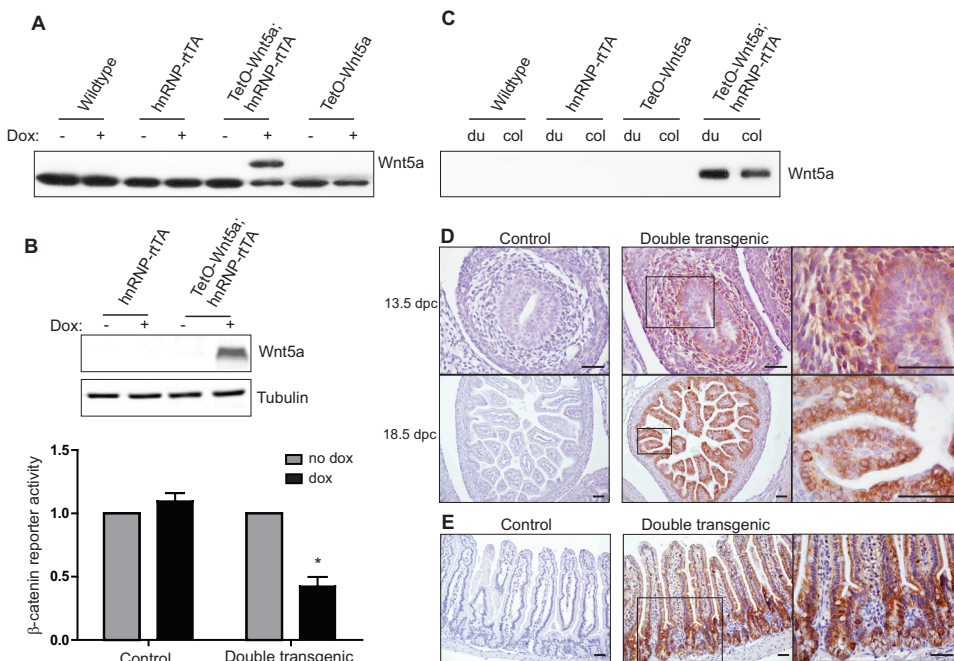 A
Wildtype
hnRNP-rtTA
TetO-Wnt5a;
hnRNP-rtTA
TetO-Wnt5a
Dox: - + - + - + - +
Wnt5a
B
hnRNP-rtTA
TetO-Wnt5a;
hnRNP-rtTA
Dox: - + - +
Wnt5a
Tubulin
β-catenin reporter activity
1.5
1.0
0.5
0.0
no dox
dox
*
Control Double transgenic
C
Wildtype
hnRNP-rtTA
TetO-Wnt5a
TetO-Wnt5a;
hnRNP-rtTA
du col du col du col du col
Wnt5a
D
Control Double transgenic
13.5 dpc
18.5 dpc
E
Control Double transgenic